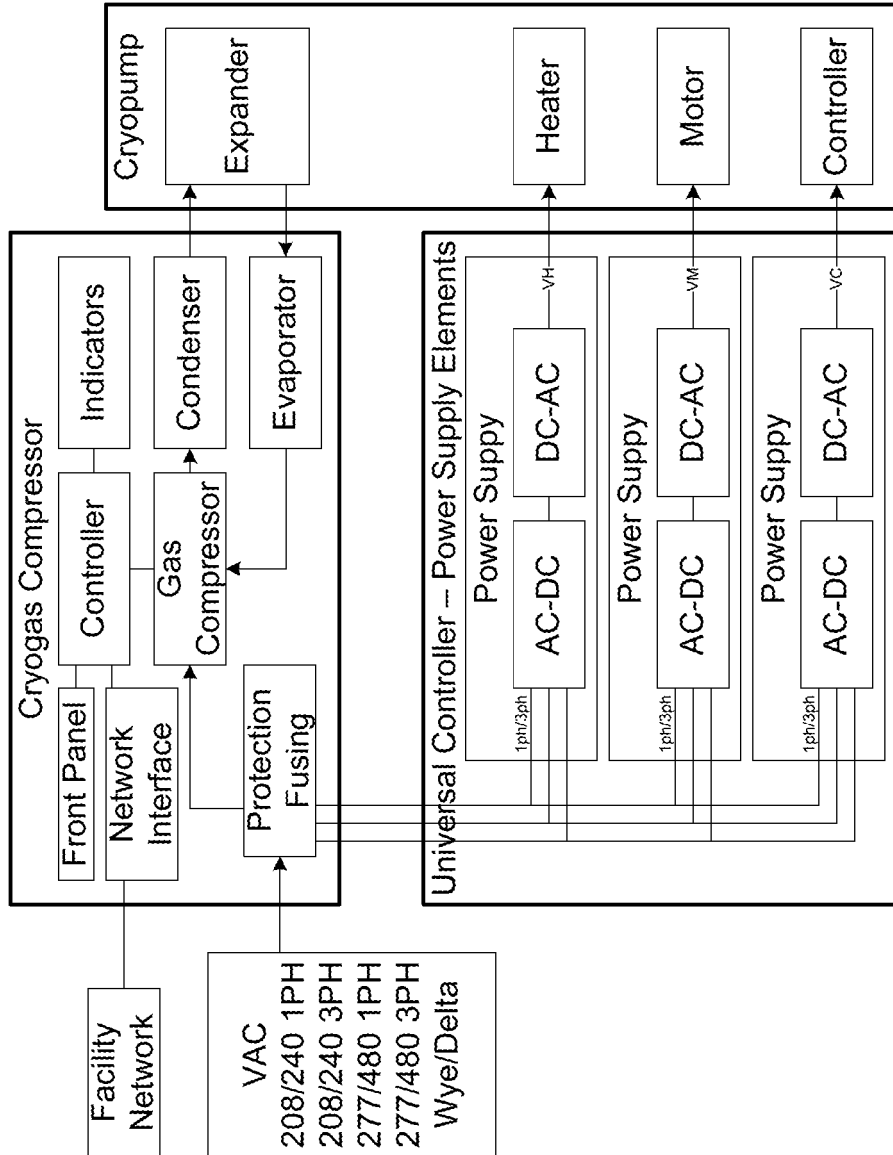 Facility
Network
VAC
208/240 1PH
208/240 3PH
277/480 1PH
277/480 3PH
Wye/Delta
Cryogas Compressor
Front Panel
Network
Interface
Controller
Indicators
Protection
Fusing
Gas
Compressor
Condenser
Evaporator
Cryopump
Expander
Heater
Motor
Controller
Universal Controller – Power Supply Elements
Power Suppy
1ph/3ph
AC-DC
DC-AC
VH
Power Suppy
1ph/3ph
AC-DC
DC-AC
VM
Power Suppy
1ph/3ph
AC-DC
DC-AC
VC